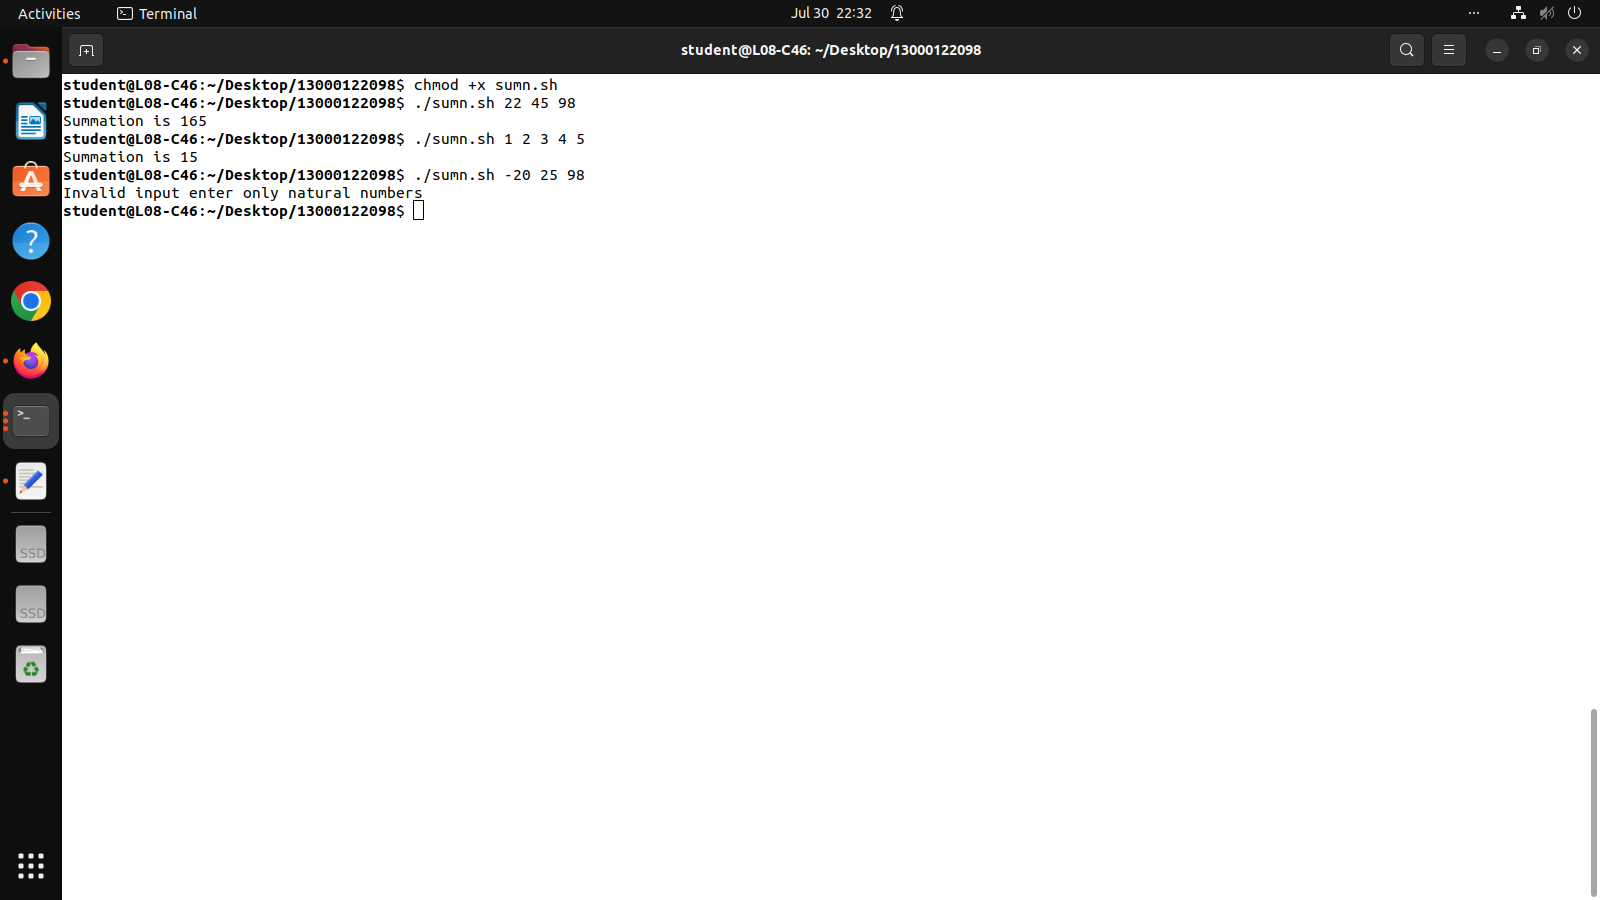 Activities Terminal Jul 30 22:32
student@L08-C46: ~/Desktop/13000122098
student@L08-C46:~/Desktop/13000122098$ chmod +x sumn.sh
student@L08-C46:~/Desktop/13000122098$ ./sumn.sh 22 45 98
Summation is 165
student@L08-C46:~/Desktop/13000122098$ ./sumn.sh 1 2 3 4 5
Summation is 15
student@L08-C46:~/Desktop/13000122098$ ./sumn.sh -20 25 98
Invalid input enter only natural numbers
student@L08-C46:~/Desktop/13000122098$
SSD
SSD